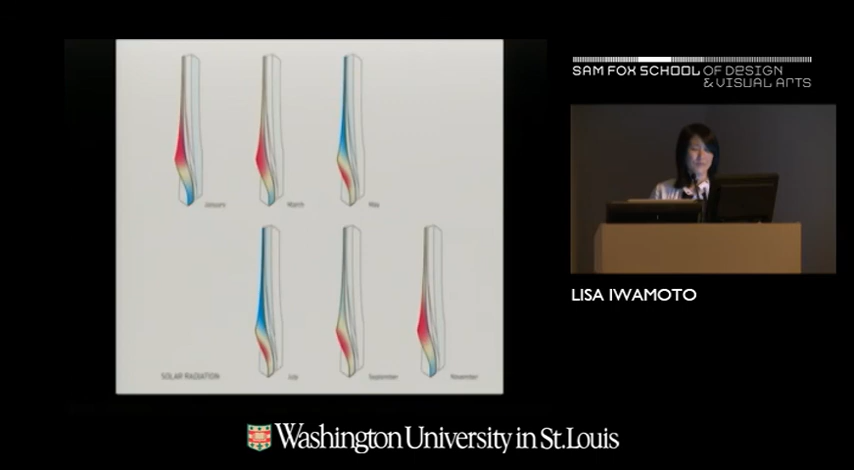 SAM FOX SCHOOL OF DESIGN
& VISUAL ARTS
January
March
May
LISA IWAMOTO
SOLAR RADIATION
July
September
November
Washington University in St. Louis